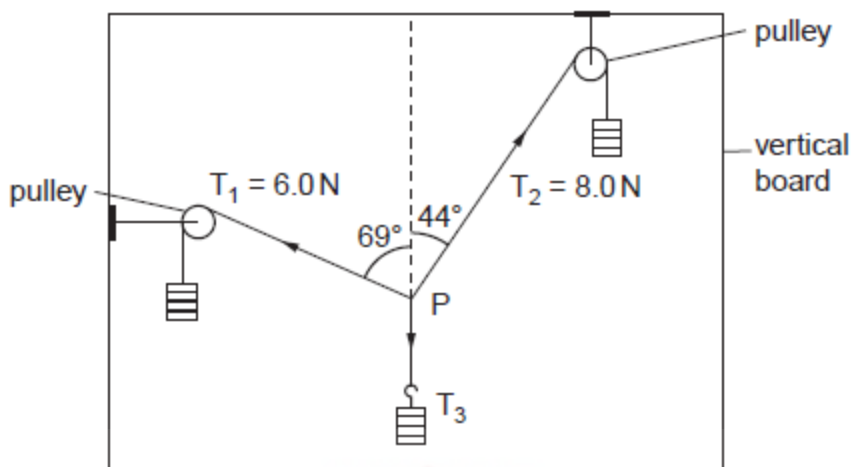 pulley
vertical
board
pulley
T₁ = 6.0 N
T₂ = 8.0 N
69°
44°
P
T₃